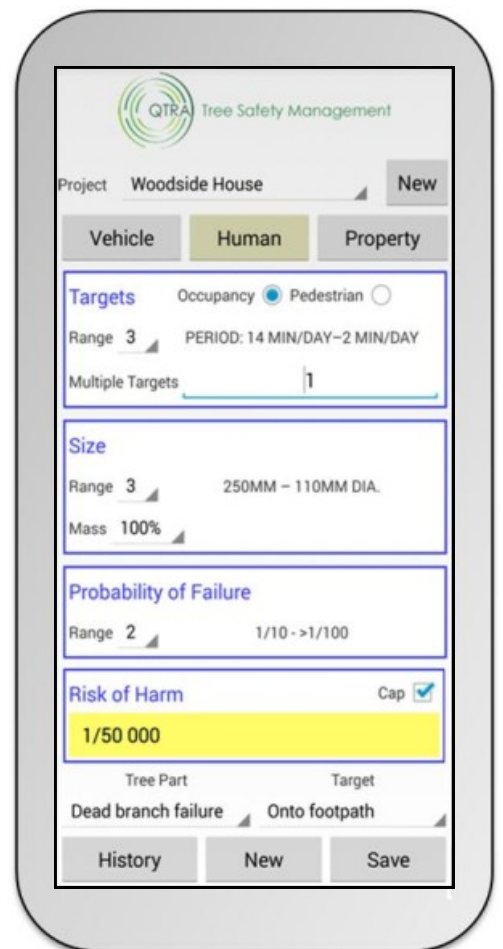 QTRA Tree Safety Management
Project Woodside House New
Vehicle Human Property
Targets Occupancy Pedestrian
Range 3 PERIOD: 14 MIN/DAY–2 MIN/DAY
Multiple Targets 1
Size
Range 3 250MM – 110MM DIA.
Mass 100%
Probability of Failure
Range 2 1/10 - >1/100
Risk of Harm Cap
1/50 000
Tree Part Target
Dead branch failure Onto footpath
History New Save